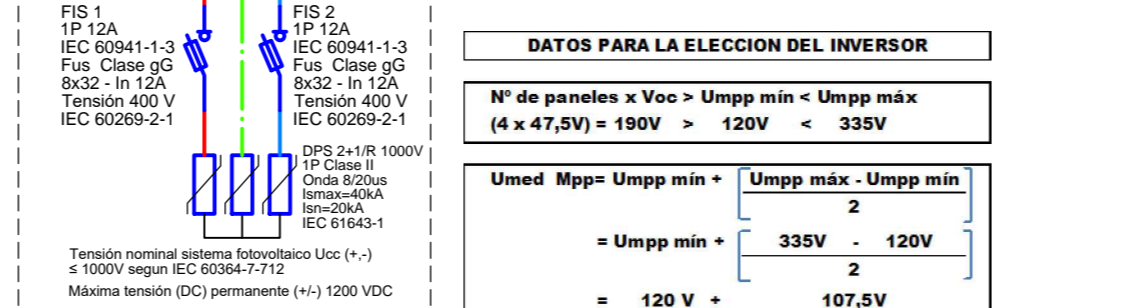 FIS 1
1P 12A
IEC 60941-1-3
Fus Clase gG
8x32 - In 12A
Tensión 400 V
IEC 60269-2-1
FIS 2
1P 12A
IEC 60941-1-3
Fus Clase gG
8x32 - In 12A
Tensión 400 V
IEC 60269-2-1
DPS 2+1/R 1000V
1P Clase II
Onda 8/20us
Ismax=40kA
Isn=20kA
IEC 61643-1
Tensión nominal sistema fotovoltaico Ucc (+,-)
≤ 1000V segun IEC 60364-7-712
Máxima tensión (DC) permanente (+/-) 1200 VDC
DATOS PARA LA ELECCION DEL INVERSOR
Nº de paneles x Voc > Umpp mín < Umpp máx
(4 x 47,5V) = 190V > 120V < 335V
Umed Mpp= Umpp mín + Umpp máx - Umpp mín
2
= Umpp mín + 335V - 120V
2
= 120 V + 107,5V